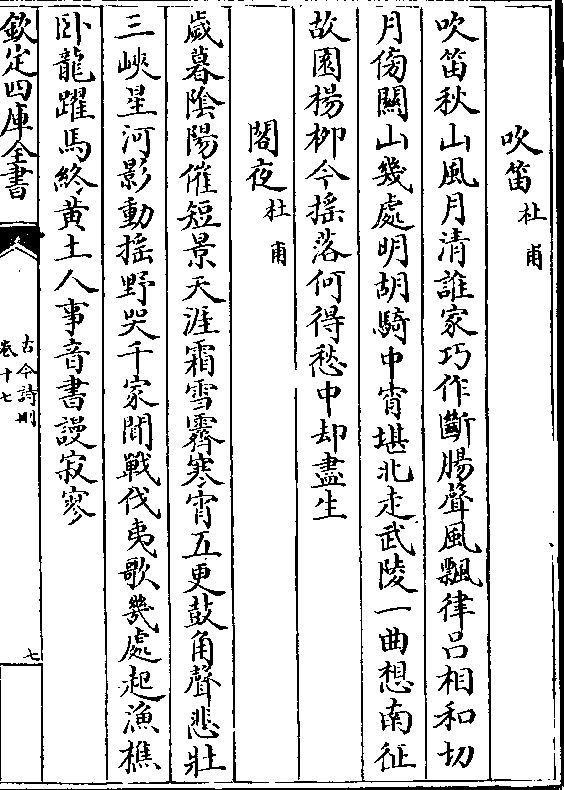 吹笛 杜甫
吹笛秋山風月清誰家巧作斷腸聲風飄律呂相和切
月傍關山幾處明胡騎中宵堪北走武陵一曲想南征
故園楊柳今揺落何得愁中却盡生
閣夜 杜甫
歲暮陰陽催短景天涯霜雪霽寒宵五更鼓角聲悲壯
三峽星河影動揺野哭千家聞戰伐夷歌幾處起漁樵
卧龍躍馬終黃土人事音書謾寂寥
欽定四庫全書
古今詩刪
卷十七
七